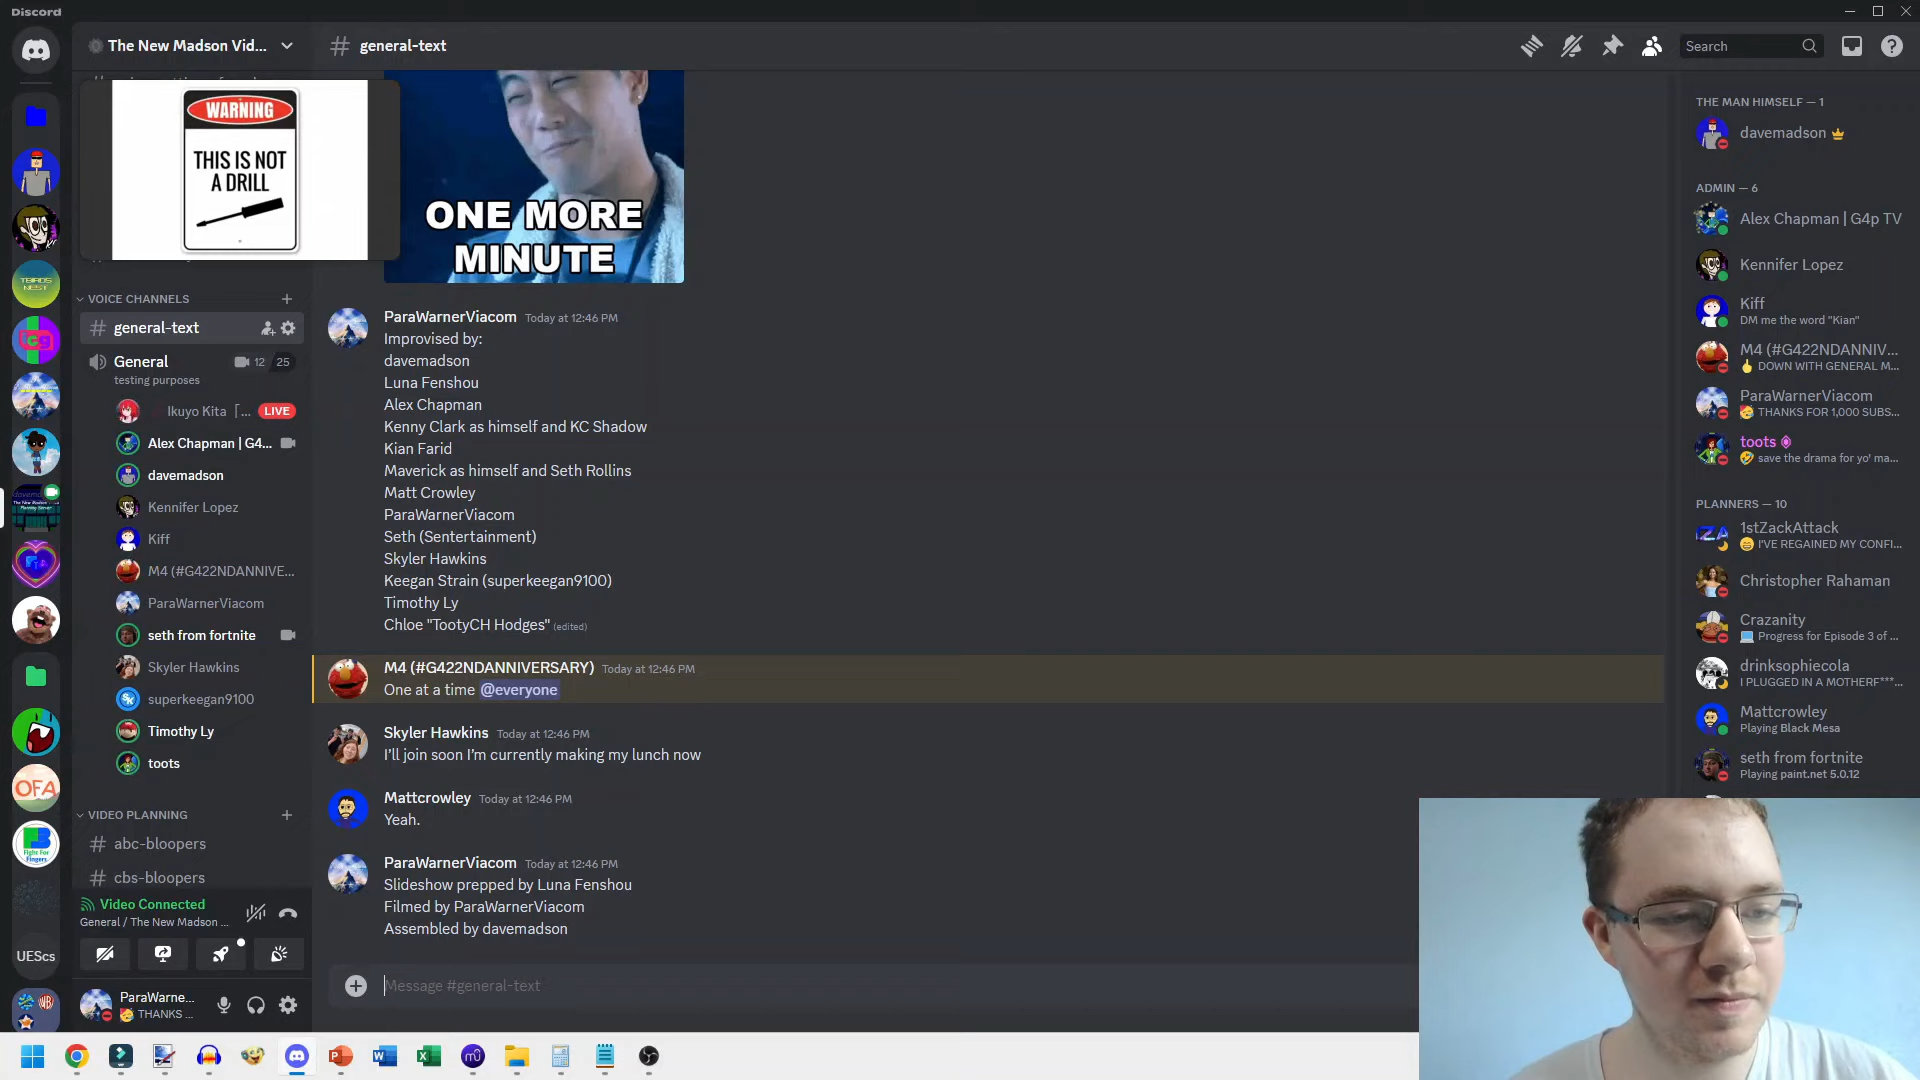 Discord
The New Madson Vid...
general-text
Search
WARNING
THIS IS NOT
A DRILL
ONE MORE
MINUTE
VOICE CHANNELS
general-text
General
12 25
testing purposes
Ikuyo Kita「... LIVE
Alex Chapman | G4...
davemadson
Kennifer Lopez
Kiff
M4 (#G422NDANNIVE...
ParaWarnerViacom
seth from fortnite
Skyler Hawkins
superkeegan9100
Timothy Ly
toots
VIDEO PLANNING
abc-bloopers
cbs-bloopers
Video Connected
General / The New Madson ...
ParaWarne...
THANKS ...
TBIRDS
NEST
OFA
Fight For
Fingers
UEScs
ParaWarnerViacom Today at 12:46 PM
Improvised by:
davemadson
Luna Fenshou
Alex Chapman
Kenny Clark as himself and KC Shadow
Kian Farid
Maverick as himself and Seth Rollins
Matt Crowley
ParaWarnerViacom
Seth (Sentertainment)
Skyler Hawkins
Keegan Strain (superkeegan9100)
Timothy Ly
Chloe "TootyCH Hodges" (edited)
M4 (#G422NDANNIVERSARY) Today at 12:46 PM
One at a time @everyone
Skyler Hawkins Today at 12:46 PM
I'll join soon I'm currently making my lunch now
Mattcrowley Today at 12:46 PM
Yeah.
ParaWarnerViacom Today at 12:46 PM
Slideshow prepped by Luna Fenshou
Filmed by ParaWarnerViacom
Assembled by davemadson
Message #general-text
THE MAN HIMSELF — 1
davemadson
ADMIN — 6
Alex Chapman | G4p TV
Kennifer Lopez
Kiff
DM me the word "Kian"
M4 (#G422NDANNIV...
DOWN WITH GENERAL M...
ParaWarnerViacom
THANKS FOR 1,000 SUBS...
toots
save the drama for yo' ma...
PLANNERS — 10
1stZackAttack
I'VE REGAINED MY CONFI...
Christopher Rahaman
Crazanity
Progress for Episode 3 of ...
drinksophiecola
I PLUGGED IN A MOTHERF***...
Mattcrowley
Playing Black Mesa
seth from fortnite
Playing paint.net 5.0.12